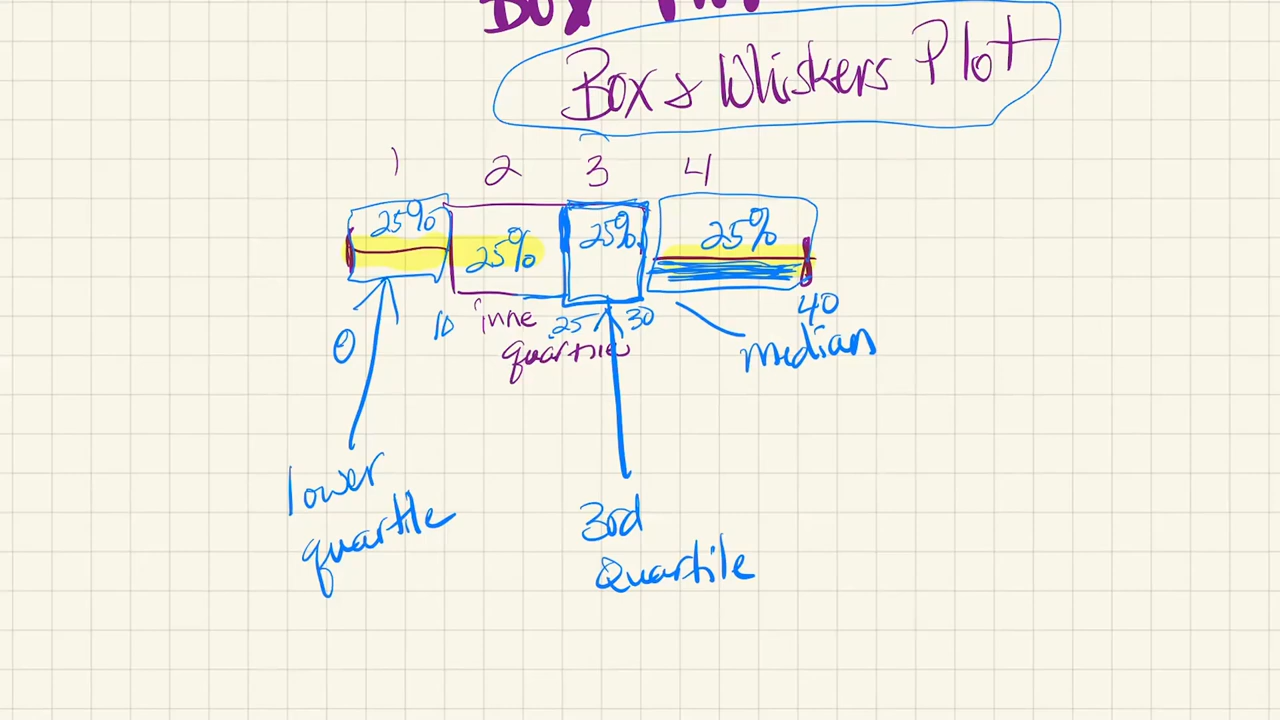 Box & Whiskers Plot
1 2 3 4
25% 25% 25% 25%
0 10 inne 25 30 40
quartile
median
lower
quartile
3rd
Quartile